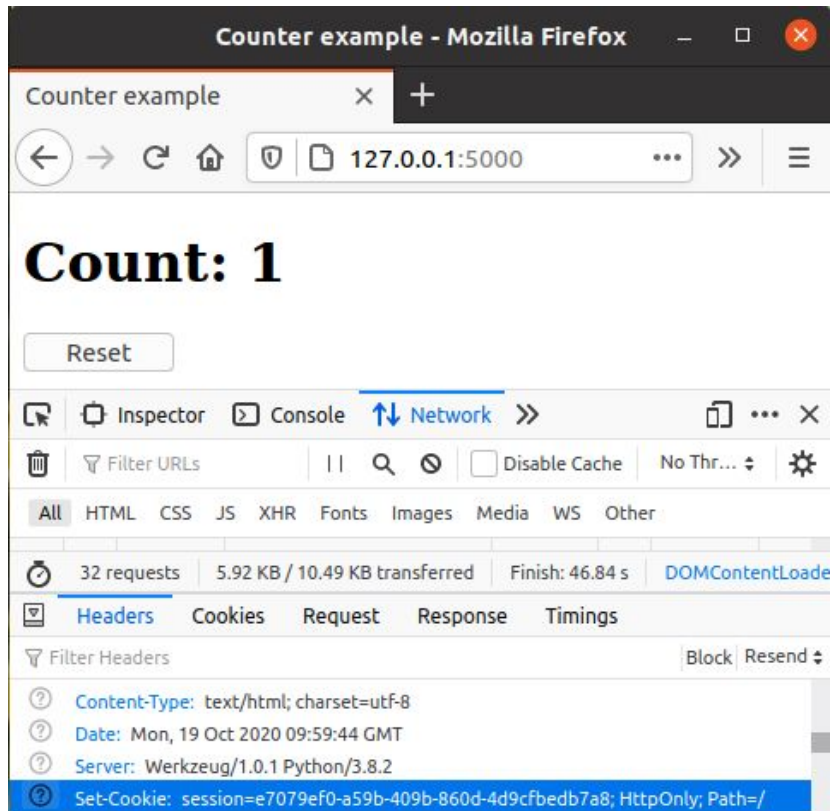 Counter example - Mozilla Firefox
Counter example
127.0.0.1:5000
Count: 1
Reset
Inspector Console Network
Filter URLs Disable Cache No Thr...
All HTML CSS JS XHR Fonts Images Media WS Other
32 requests 5.92 KB / 10.49 KB transferred Finish: 46.84 s DOMContentLoade
Headers Cookies Request Response Timings
Filter Headers Block Resend
Content-Type: text/html; charset=utf-8
Date: Mon, 19 Oct 2020 09:59:44 GMT
Server: Werkzeug/1.0.1 Python/3.8.2
Set-Cookie: session=e7079ef0-a59b-409b-860d-4d9cfbedb7a8; HttpOnly; Path=/